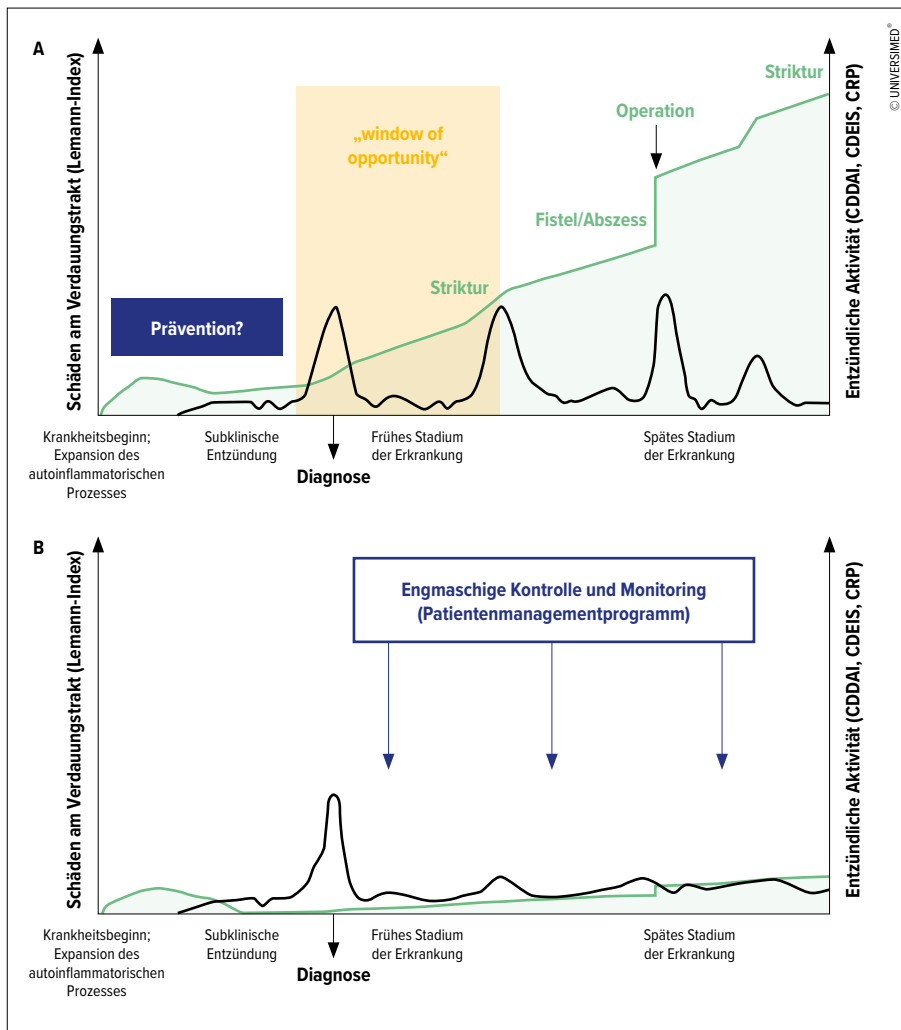 © UNIVERSIMED®
A
Schäden am Verdauungstrakt (Lemann-Index)
Entzündliche Aktivität (CDDAI, CDEIS, CRP)
Striktur
„window of
opportunity“
Operation
Fistel/Abszess
Striktur
Prävention?
Krankheitsbeginn;
Expansion des
autoinflammatorischen
Prozesses
Subklinische
Entzündung
Diagnose
Frühes Stadium
der Erkrankung
Spätes Stadium
der Erkrankung
B
Schäden am Verdauungstrakt (Lemann-Index)
Entzündliche Aktivität (CDDAI, CDEIS, CRP)
Engmaschige Kontrolle und Monitoring
(Patientenmanagementprogramm)
Krankheitsbeginn;
Expansion des
autoinflammatorischen
Prozesses
Subklinische
Entzündung
Diagnose
Frühes Stadium
der Erkrankung
Spätes Stadium
der Erkrankung